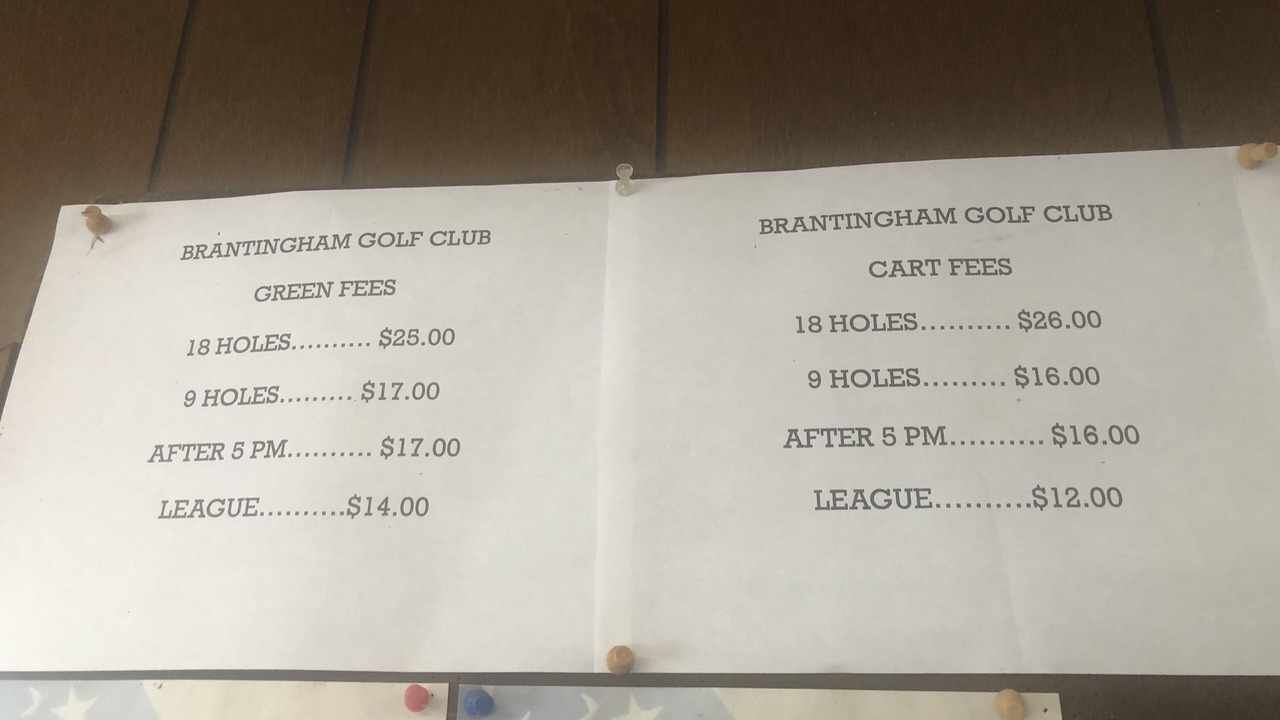 BRANTINGHAM GOLF CLUB
GREEN FEES
18 HOLES.......... $25.00
9 HOLES......... $17.00
AFTER 5 PM.......... $17.00
LEAGUE..........$14.00
BRANTINGHAM GOLF CLUB
CART FEES
18 HOLES.......... $26.00
9 HOLES......... $16.00
AFTER 5 PM.......... $16.00
LEAGUE..........$12.00